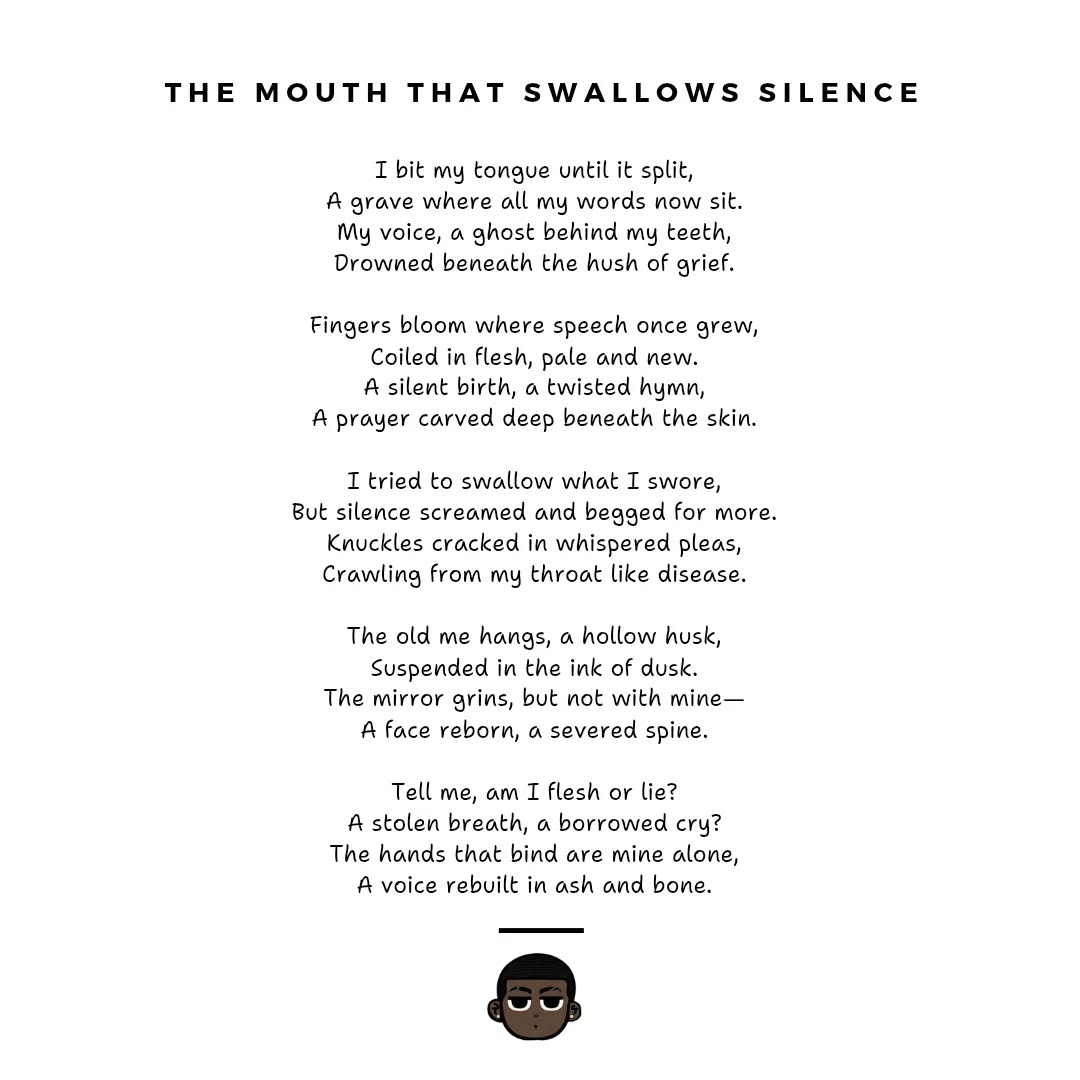 THE MOUTH THAT SWALLOWS SILENCE
I bit my tongue until it split,
A grave where all my words now sit.
My voice, a ghost behind my teeth,
Drowned beneath the hush of grief.
Fingers bloom where speech once grew,
Coiled in flesh, pale and new.
A silent birth, a twisted hymn,
A prayer carved deep beneath the skin.
I tried to swallow what I swore,
But silence screamed and begged for more.
Knuckles cracked in whispered pleas,
Crawling from my throat like disease.
The old me hangs, a hollow husk,
Suspended in the ink of dusk.
The mirror grins, but not with mine—
A face reborn, a severed spine.
Tell me, am I flesh or lie?
A stolen breath, a borrowed cry?
The hands that bind are mine alone,
A voice rebuilt in ash and bone.